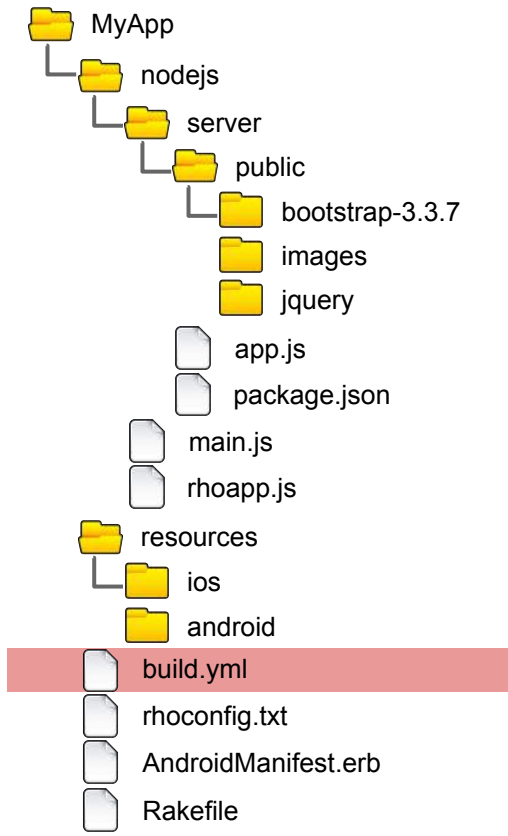 MyApp
nodejs
server
public
bootstrap-3.3.7
images
jquery
app.js
package.json
main.js
rhoapp.js
resources
ios
android
build.yml
rhoconfig.txt
AndroidManifest.erb
Rakefile